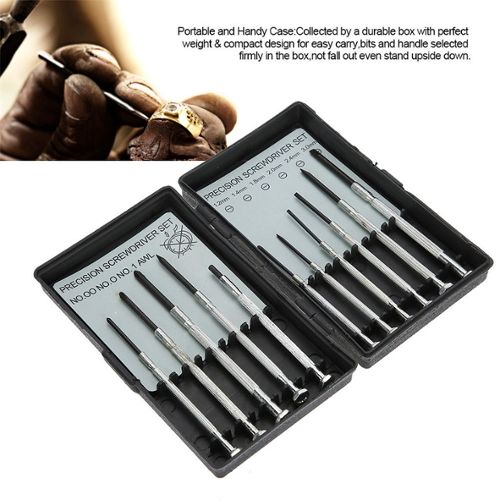 Portable and Handy Case:Collected by a durable box with perfect
weight & compact design for easy carry,bits and handle selected
firmly in the box,not fall out even stand upside down.
PRECISION SCREWDRIVER SET
1.2mm 1.4mm 1.8mm 2.0mm 2.4mm 3.0mm
PRECISION SCREWDRIVER SET
NO.OO NO.O NO.1 AWL